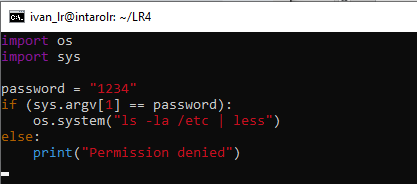 ivan_lr@intarolr: ~/LR4
import os
import sys
password = "1234"
if (sys.argv[1] == password):
    os.system("ls -la /etc | less")
else:
    print("Permission denied")